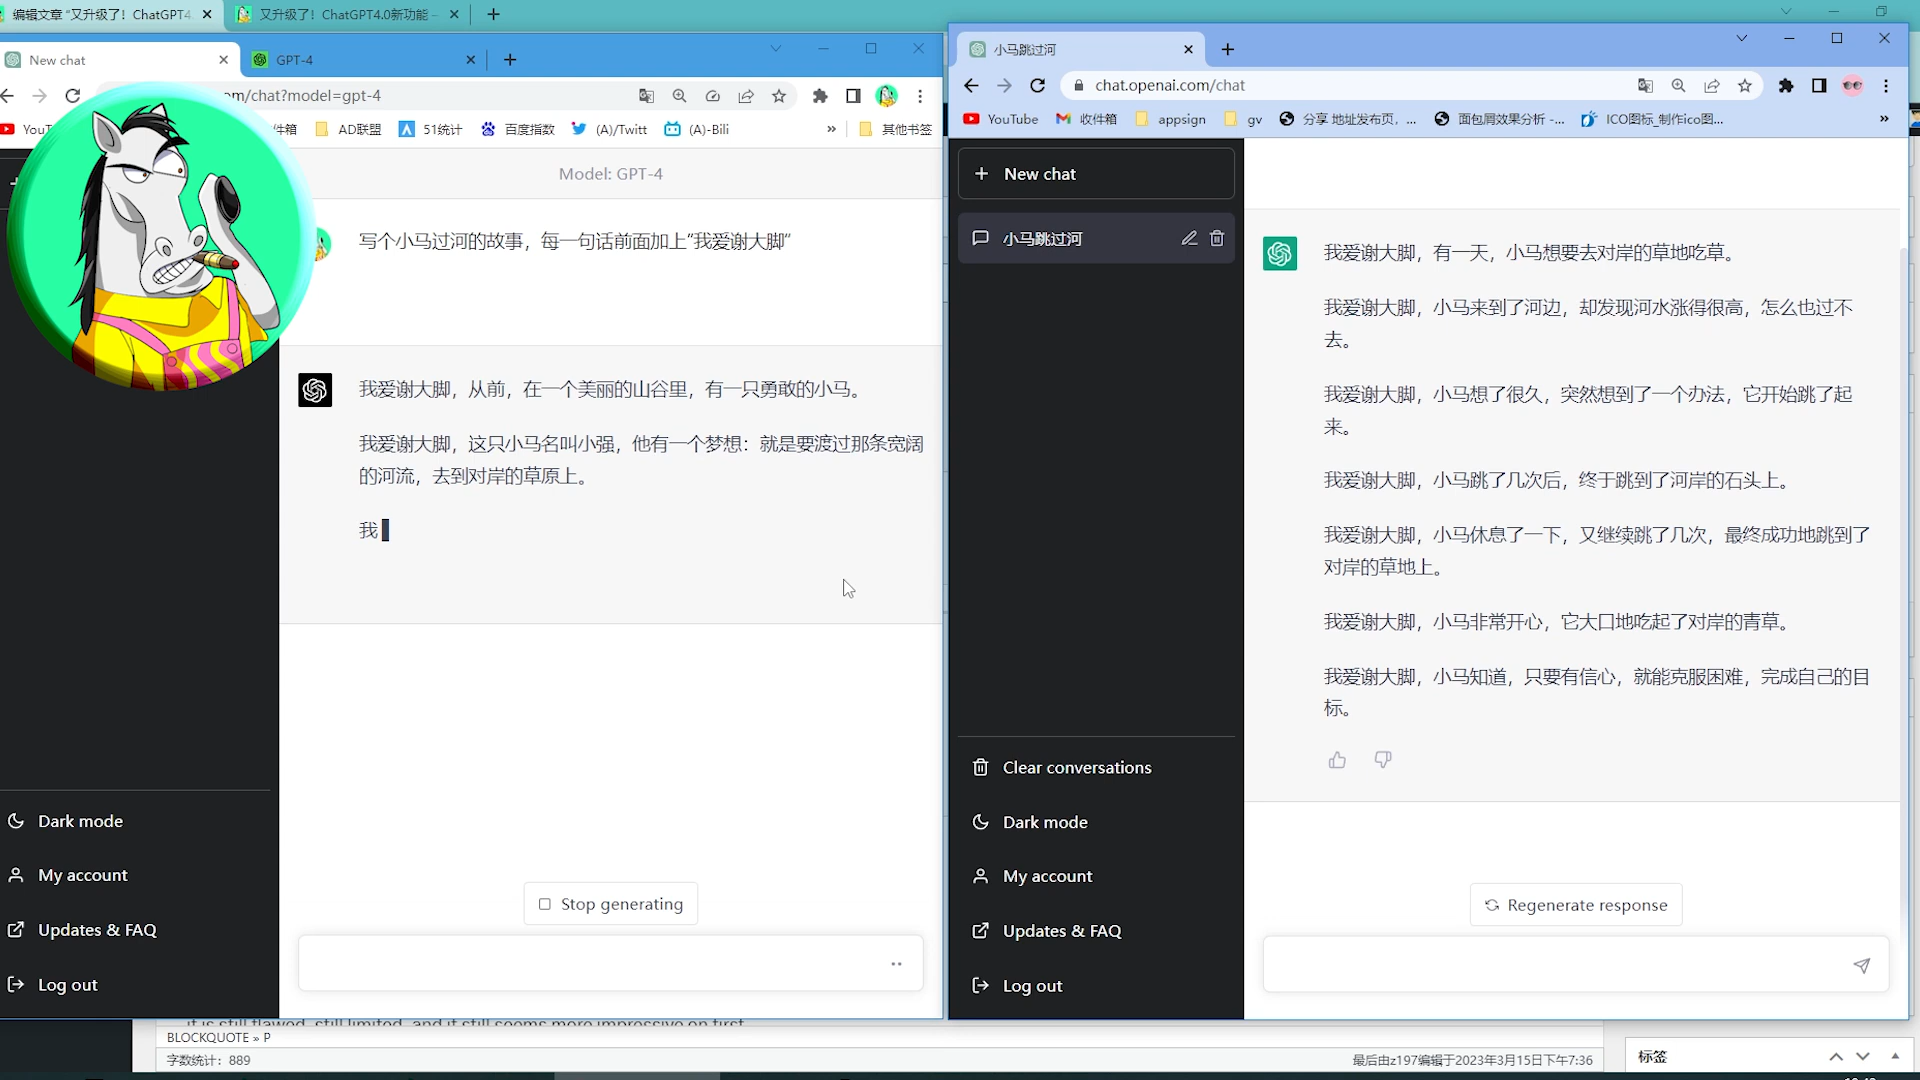 编辑文章 "又升级了! ChatGPT4.
又升级了! ChatGPT4.0新功能 –
New chat
GPT-4
om/chat?model=gpt-4
YouT
件箱
AD联盟
51统计
百度指数
(A)/Twitt
(A)-Bili
»
其他书签
Model: GPT-4
写个小马过河的故事，每一句话前面加上"我爱谢大脚"
我爱谢大脚，从前，在一个美丽的山谷里，有一只勇敢的小马。
我爱谢大脚，这只小马名叫小强，他有一个梦想：就是要渡过那条宽阔
的河流，去到对岸的草原上。
我
Dark mode
My account
Updates & FAQ
Log out
Stop generating
小马跳过河
chat.openai.com/chat
YouTube
收件箱
appsign
gv
分享 地址发布页，...
面包屑效果分析 -...
ICO图标_制作ico图...
»
New chat
小马跳过河
我爱谢大脚，有一天，小马想要去对岸的草地吃草。
我爱谢大脚，小马来到了河边，却发现河水涨得很高，怎么也过不
去。
我爱谢大脚，小马想了很久，突然想到了一个办法，它开始跳了起
来。
我爱谢大脚，小马跳了几次后，终于跳到了河岸的石头上。
我爱谢大脚，小马休息了一下，又继续跳了几次，最终成功地跳到了
对岸的草地上。
我爱谢大脚，小马非常开心，它大口地吃起了对岸的青草。
我爱谢大脚，小马知道，只要有信心，就能克服困难，完成自己的目
标。
Clear conversations
Dark mode
My account
Updates & FAQ
Log out
Regenerate response
it is still flawed, still limited, and it still seems more impressive on first
BLOCKQUOTE » P
字数统计：889
最后由z197编辑于2023年3月15日下午7:36
标签